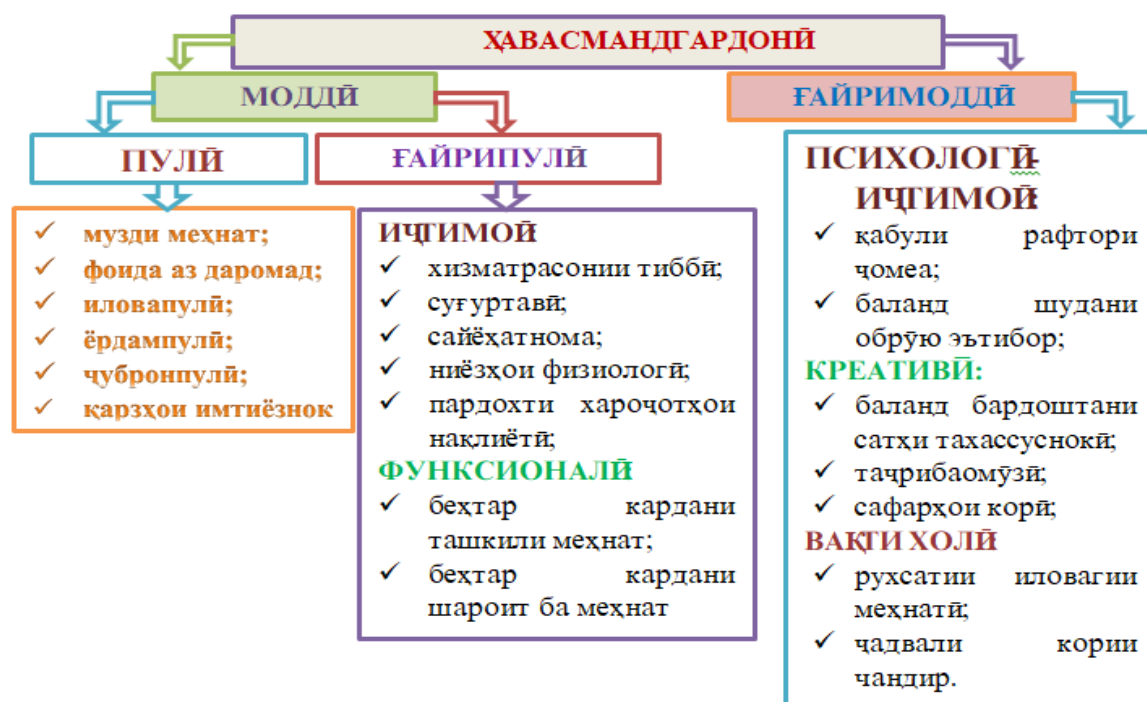 ҲАВАСМАНДГАРДОНӢ
МОДДӢ
ҒАЙРИМОДДӢ
ПУЛӢ
ҒАЙРИПУЛӢ
✓ музди меҳнат;
✓ фоида аз даромад;
✓ иловапулӣ;
✓ ёрдампулӣ;
✓ ҷубронпулӣ;
✓ қарзҳои имтиёзнок
ИҶТИМОӢ
✓ хизматрасонии тиббӣ;
✓ суғуртавӣ;
✓ сайёҳатнома;
✓ ниёзҳои физиологӣ;
✓ пардохти хароҷотҳои
нақлиётӣ;
ФУНКСИОНАЛӢ
✓ беҳтар кардани
ташкили меҳнат;
✓ беҳтар кардани
шароит ба меҳнат
ПСИХОЛОГӢ-
ИҶТИМОӢ:
✓ қабули рафтори
ҷомеа;
✓ баланд шудани
обрӯю эътибор;
КРЕАТИВӢ:
✓ баланд бардоштани
сатҳи тахассуснокӣ;
✓ таҷрибаомӯзӣ;
✓ сафарҳои корӣ;
ВАҚТИ ХОЛӢ:
✓ рухсатии иловагии
меҳнатӣ;
✓ ҷадвали кории
чандир.